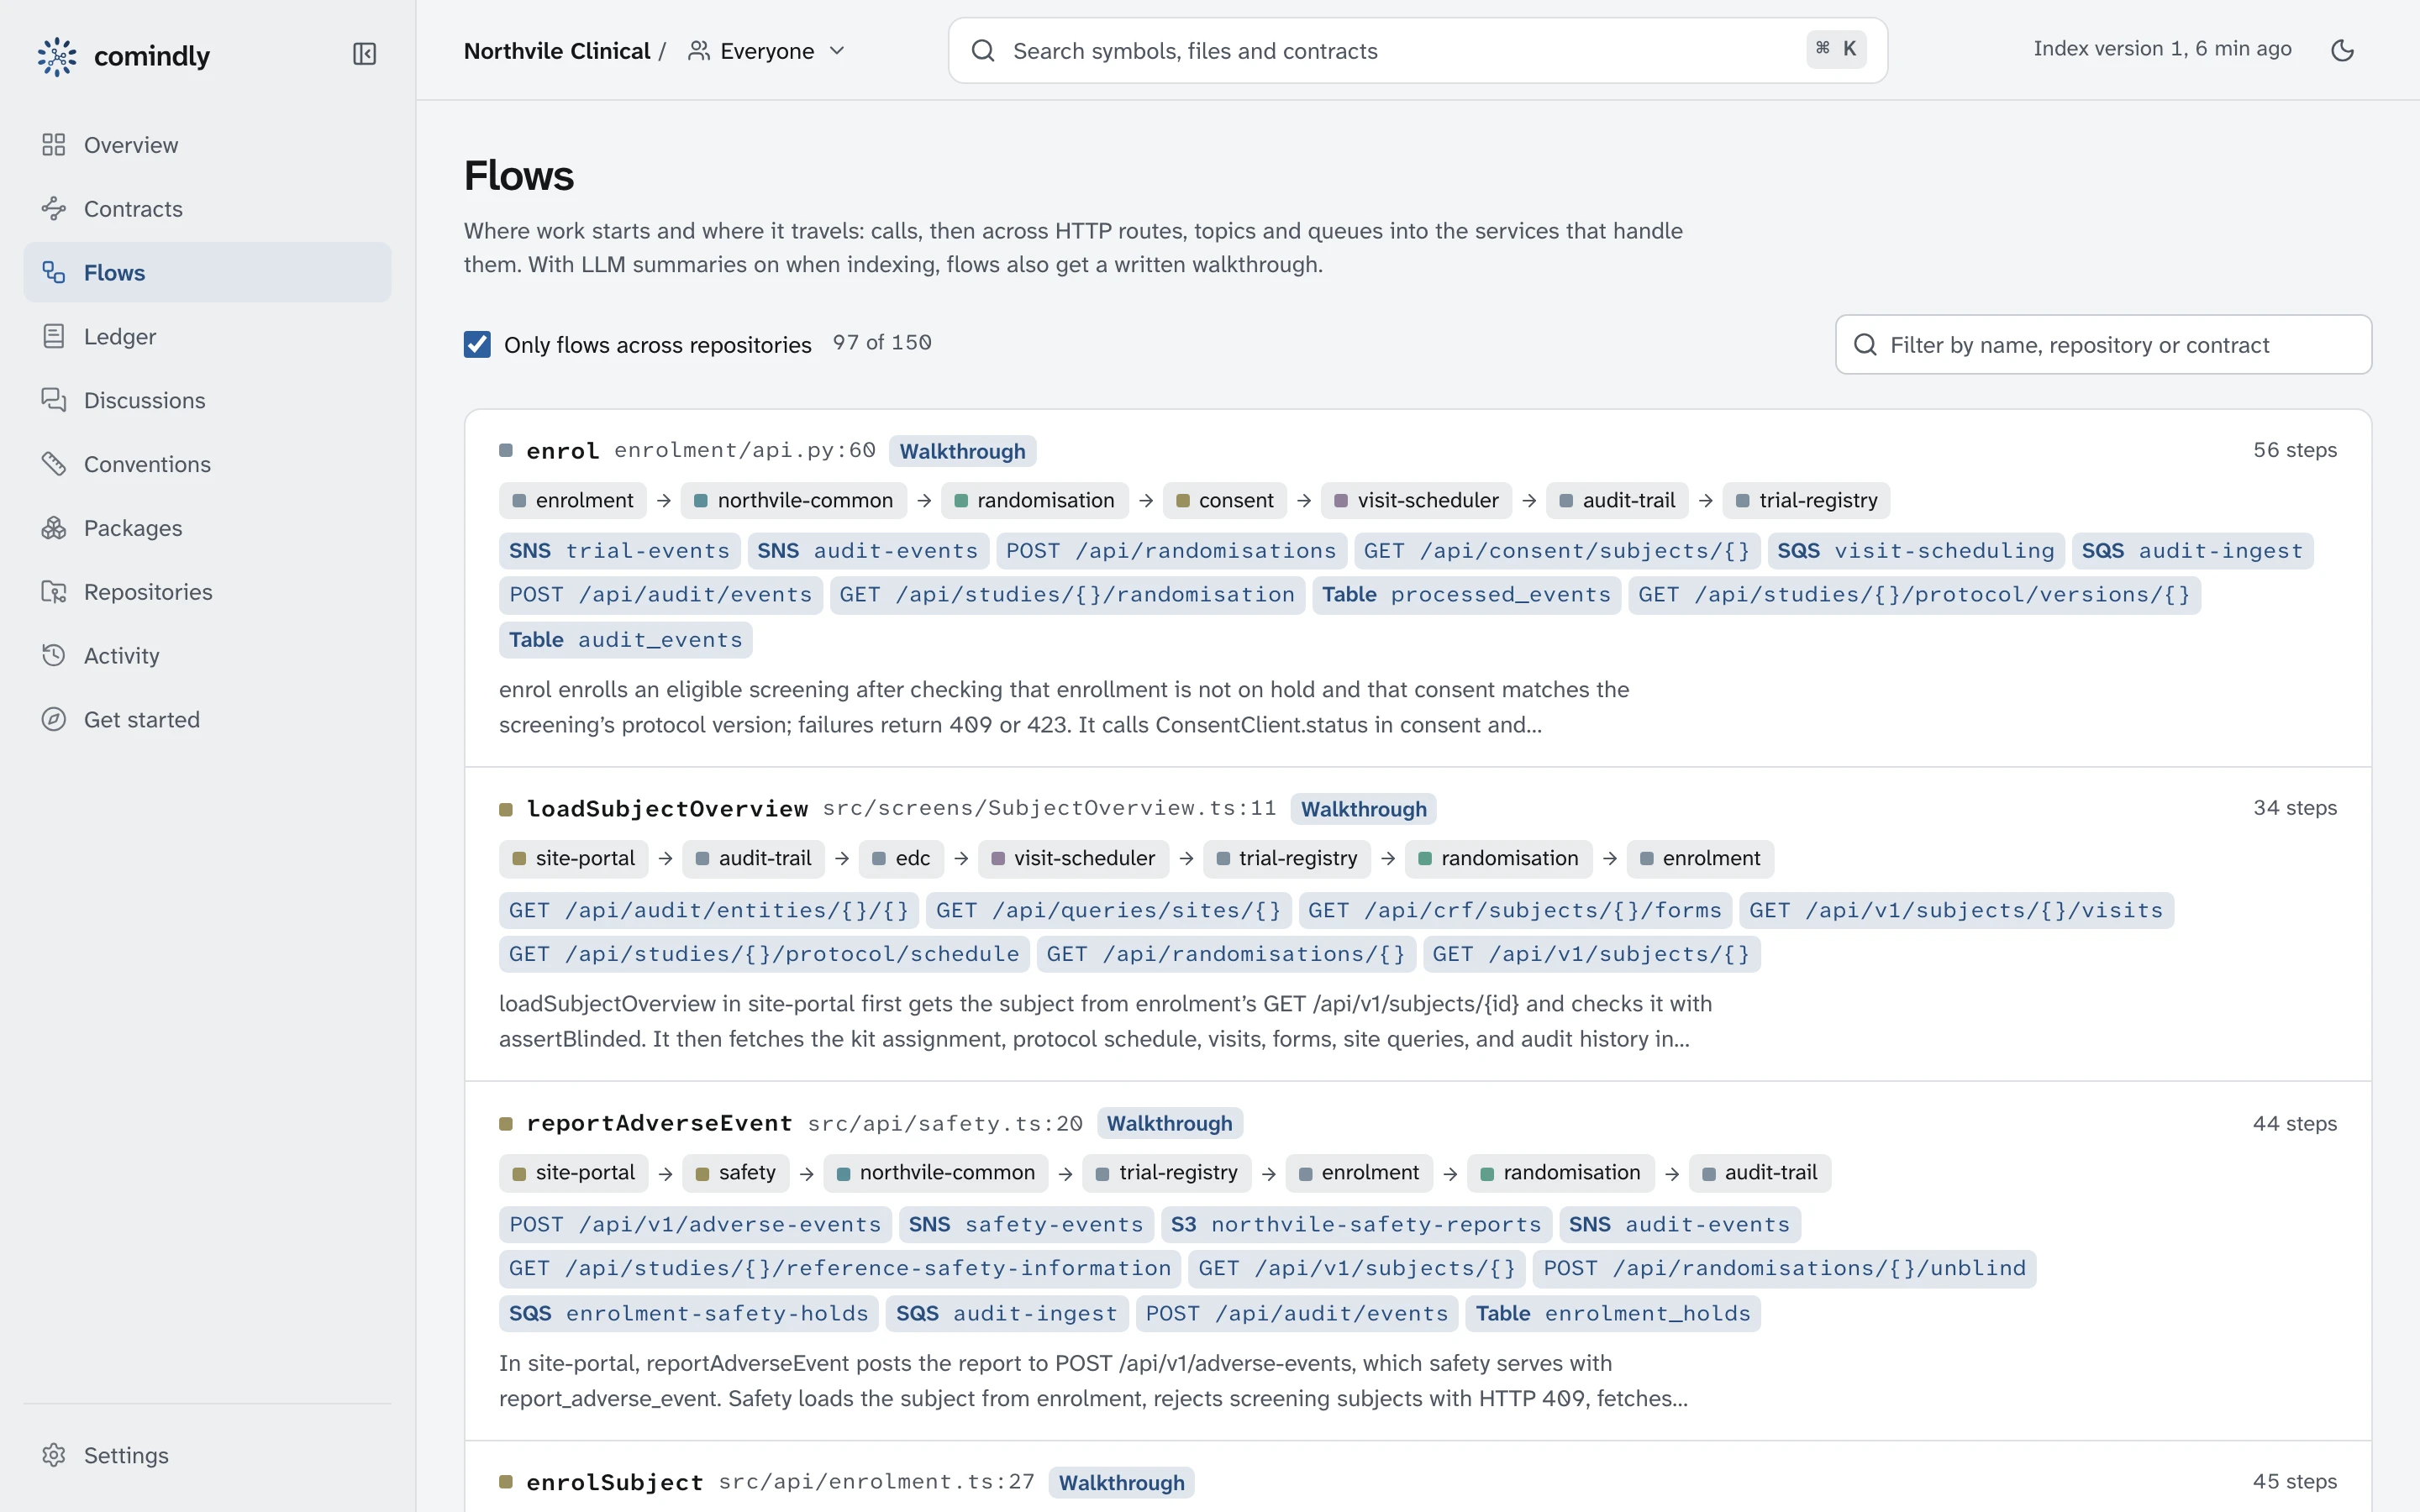 comindly
Northvile Clinical / Everyone
Search symbols, files and contracts ⌘ K
Index version 1, 6 min ago
Overview
Contracts
Flows
Ledger
Discussions
Conventions
Packages
Repositories
Activity
Get started
Settings
Flows
Where work starts and where it travels: calls, then across HTTP routes, topics and queues into the services that handle
them. With LLM summaries on when indexing, flows also get a written walkthrough.
Only flows across repositories 97 of 150
Filter by name, repository or contract
enrol enrolment/api.py:60 Walkthrough 56 steps
enrolment → northvile-common → randomisation → consent → visit-scheduler → audit-trail → trial-registry
SNS trial-events SNS audit-events POST /api/randomisations GET /api/consent/subjects/{} SQS visit-scheduling SQS audit-ingest
POST /api/audit/events GET /api/studies/{}/randomisation Table processed_events GET /api/studies/{}/protocol/versions/{}
Table audit_events
enrol enrolls an eligible screening after checking that enrollment is not on hold and that consent matches the
screening’s protocol version; failures return 409 or 423. It calls ConsentClient.status in consent and...
loadSubjectOverview src/screens/SubjectOverview.ts:11 Walkthrough 34 steps
site-portal → audit-trail → edc → visit-scheduler → trial-registry → randomisation → enrolment
GET /api/audit/entities/{}/{} GET /api/queries/sites/{} GET /api/crf/subjects/{}/forms GET /api/v1/subjects/{}/visits
GET /api/studies/{}/protocol/schedule GET /api/randomisations/{} GET /api/v1/subjects/{}
loadSubjectOverview in site-portal first gets the subject from enrolment’s GET /api/v1/subjects/{id} and checks it with
assertBlinded. It then fetches the kit assignment, protocol schedule, visits, forms, site queries, and audit history in...
reportAdverseEvent src/api/safety.ts:20 Walkthrough 44 steps
site-portal → safety → northvile-common → trial-registry → enrolment → randomisation → audit-trail
POST /api/v1/adverse-events SNS safety-events S3 northvile-safety-reports SNS audit-events
GET /api/studies/{}/reference-safety-information GET /api/v1/subjects/{} POST /api/randomisations/{}/unblind
SQS enrolment-safety-holds SQS audit-ingest POST /api/audit/events Table enrolment_holds
In site-portal, reportAdverseEvent posts the report to POST /api/v1/adverse-events, which safety serves with
report_adverse_event. Safety loads the subject from enrolment, rejects screening subjects with HTTP 409, fetches...
enrolSubject src/api/enrolment.ts:27 Walkthrough 45 steps